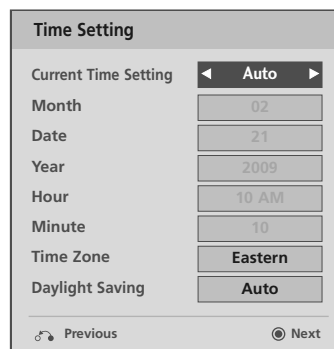 Time Setting
Current Time Setting Auto
Month 02
Date 21
Year 2009
Hour 10 AM
Minute 10
Time Zone Eastern
Daylight Saving Auto
Previous Next